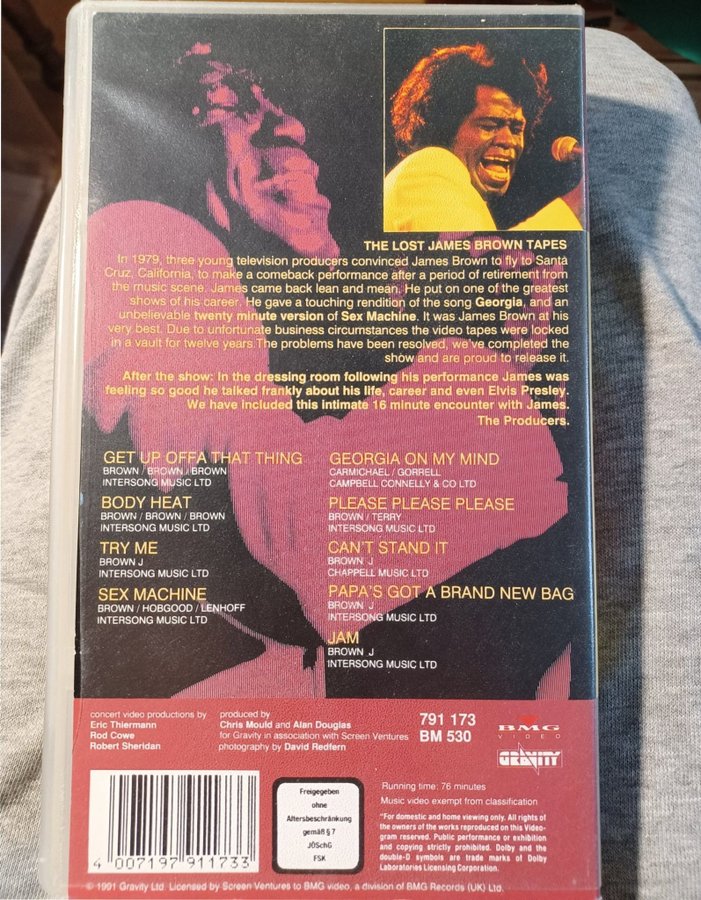 THE LOST JAMES BROWN TAPES
In 1979, three young television producers convinced James Brown to fly to Santa
Cruz, California, to make a comeback performance after a period of retirement from
the music scene. James came back lean and mean. He put on one of the greatest
shows of his career. He gave a touching rendition of the song Georgia, and an
unbelievable twenty minute version of Sex Machine. It was James Brown at his
very best. Due to unfortunate business circumstances the video tapes were locked
in a vault for twelve years.The problems have been resolved, we've completed the
show and are proud to release it.
After the show: In the dressing room following his performance James was
feeling so good he talked frankly about his life, career and even Elvis Presley.
We have included this intimate 16 minute encounter with James.
The Producers.
GET UP OFFA THAT THING
BROWN / BROWN / BROWN
INTERSONG MUSIC LTD
BODY HEAT
BROWN / BROWN / BROWN
INTERSONG MUSIC LTD
TRY ME
BROWN J
INTERSONG MUSIC LTD
SEX MACHINE
BROWN / HOBGOOD / LENHOFF
INTERSONG MUSIC LTD
GEORGIA ON MY MIND
CARMICHAEL / GORRELL
CAMPBELL CONNELLY & CO LTD
PLEASE PLEASE PLEASE
BROWN / TERRY
INTERSONG MUSIC LTD
CAN'T STAND IT
BROWN J
CHAPPELL MUSIC LTD
PAPA'S GOT A BRAND NEW BAG
BROWN J
INTERSONG MUSIC LTD
JAM
BROWN J
INTERSONG MUSIC LTD
concert video productions by
Eric Thiermann
Rod Cowe
Robert Sheridan
produced by
Chris Mould and Alan Douglas
for Gravity in association with Screen Ventures
photography by David Redfern
791 173
BM 530
BMG
VIDEO
GRAVITY
4 007197 911733
Freigegeben
ohne
Altersbeschränkung
gemäß § 7
JÖSchG
FSK
Running time: 76 minutes
Music video exempt from classification
"For domestic and home viewing only. All rights of
the owners of the works reproduced on this Video-
gram reserved. Public performance or exhibition
and copying strictly prohibited. Dolby and the
double-D symbols are trade marks of Dolby
Laboratories Licensing Corporation.
© 1991 Gravity Ltd. Licensed by Screen Ventures to BMG video, a division of BMG Records (UK) Ltd.